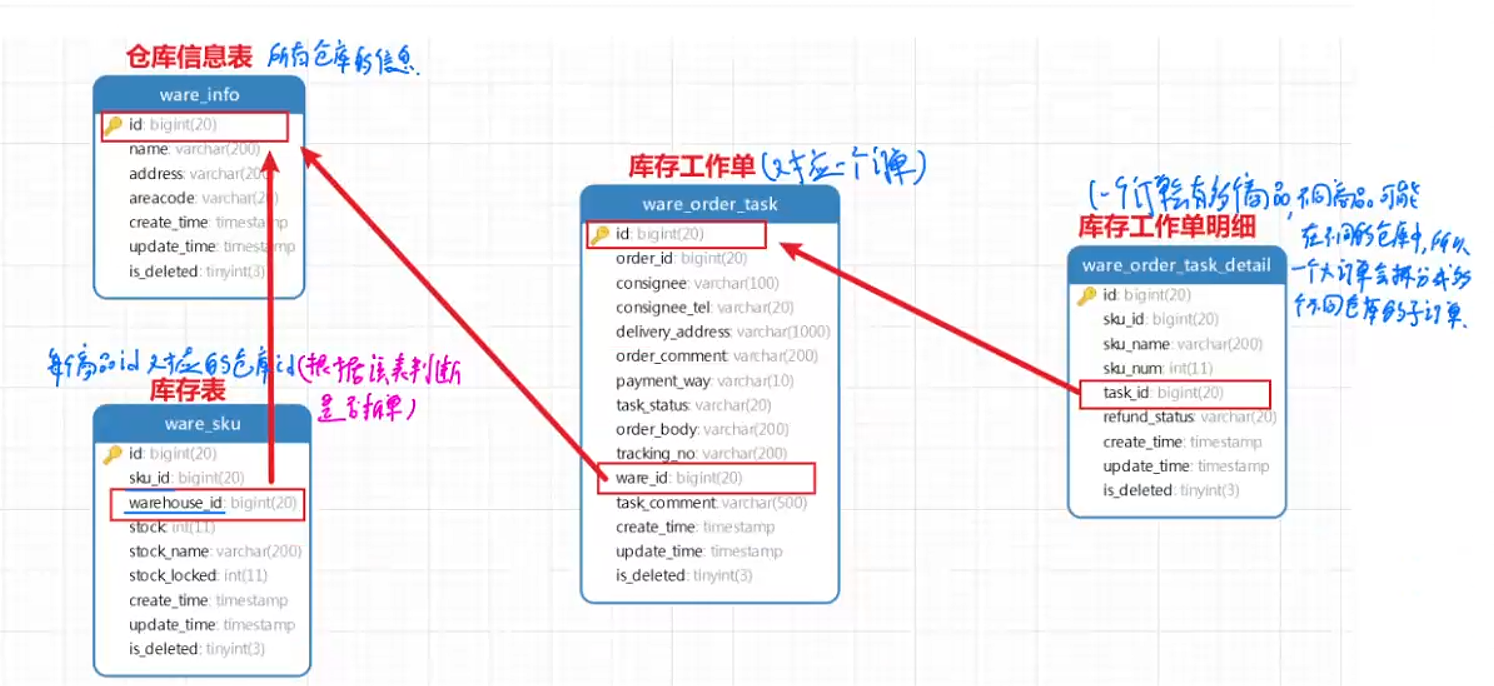 仓库信息表 所有仓库的信息.
ware_info
id: bigint(20)
name: varchar(200)
address: varchar(200
areacode: varchar(20)
create_time: timestamp
update_time: timestamp
is_deleted: tinyint(3)
每个商品id对应的仓库id(根据该表判断
是否拆单)
库存表
ware_sku
id: bigint(20)
sku_id: bigint(20)
warehouse_id: bigint(20)
stock: int(11)
stock_name: varchar(200)
stock_locked: int(11)
create_time: timestamp
update_time: timestamp
is_deleted: tinyint(3)
库存工作单(对应一个订单)
ware_order_task
id: bigint(20)
order_id: bigint(20)
consignee: varchar(100)
consignee_tel: varchar(20)
delivery_address: varchar(1000)
order_comment: varchar(200)
payment_way: varchar(10)
task_status: varchar(20)
order_body: varchar(200)
tracking_no: varchar(200)
ware_id: bigint(20)
task_comment: varchar(500)
create_time: timestamp
update_time: timestamp
is_deleted: tinyint(3)
(一个订单会有多个商品,不同商品可能
在不同的仓库中,所以
一个大订单会拆分成多
个不同仓库的子订单.
库存工作单明细
ware_order_task_detail
id: bigint(20)
sku_id: bigint(20)
sku_name: varchar(200)
sku_num: int(11)
task_id: bigint(20)
refund_status: varchar(20)
create_time: timestamp
update_time: timestamp
is_deleted: tinyint(3)